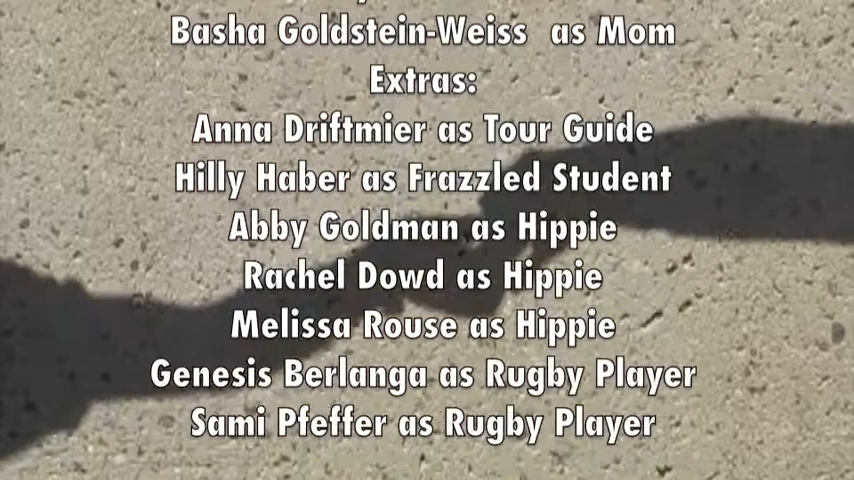 Basha Goldstein-Weiss as Mom
Extras:
Anna Driftmier as Tour Guide
Hilly Haber as Frazzled Student
Abby Goldman as Hippie
Rachel Dowd as Hippie
Melissa Rouse as Hippie
Genesis Berlanga as Rugby Player
Sami Pfeffer as Rugby Player